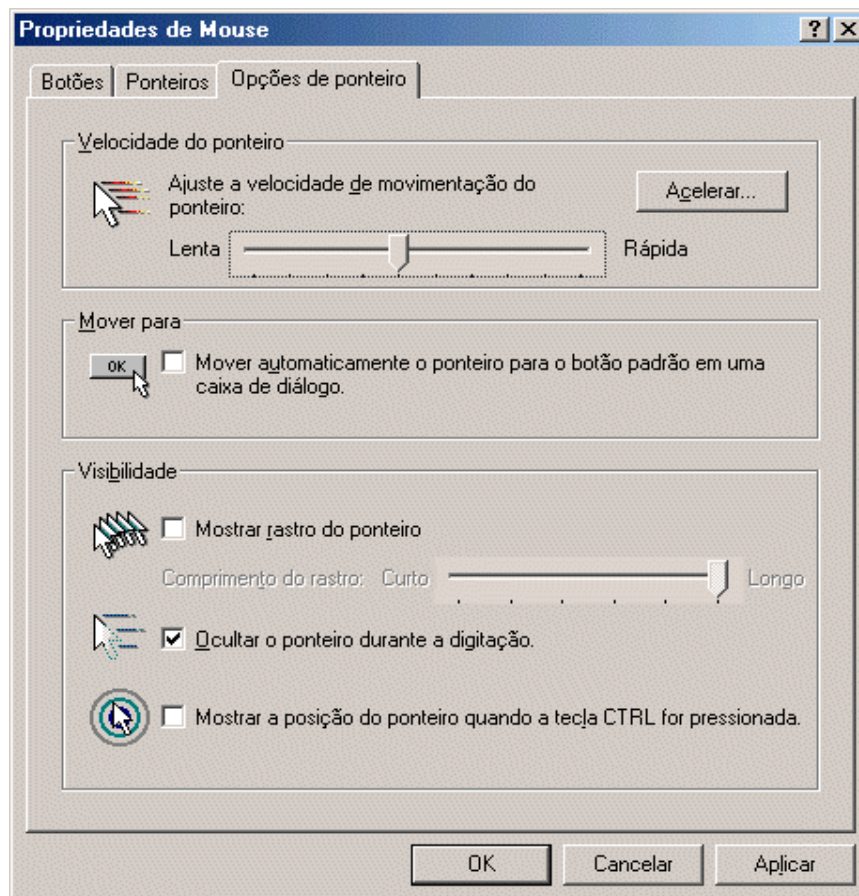 Propriedades de Mouse
Botões Ponteiros Opções de ponteiro
Velocidade do ponteiro
Ajuste a velocidade de movimentação do
ponteiro:
Acelerar...
Lenta Rápida
Mover para
OK
Mover automaticamente o ponteiro para o botão padrão em uma
caixa de diálogo.
Visibilidade
Mostrar rastro do ponteiro
Comprimento do rastro: Curto Longo
Ocultar o ponteiro durante a digitação.
Mostrar a posição do ponteiro quando a tecla CTRL for pressionada.
OK Cancelar Aplicar